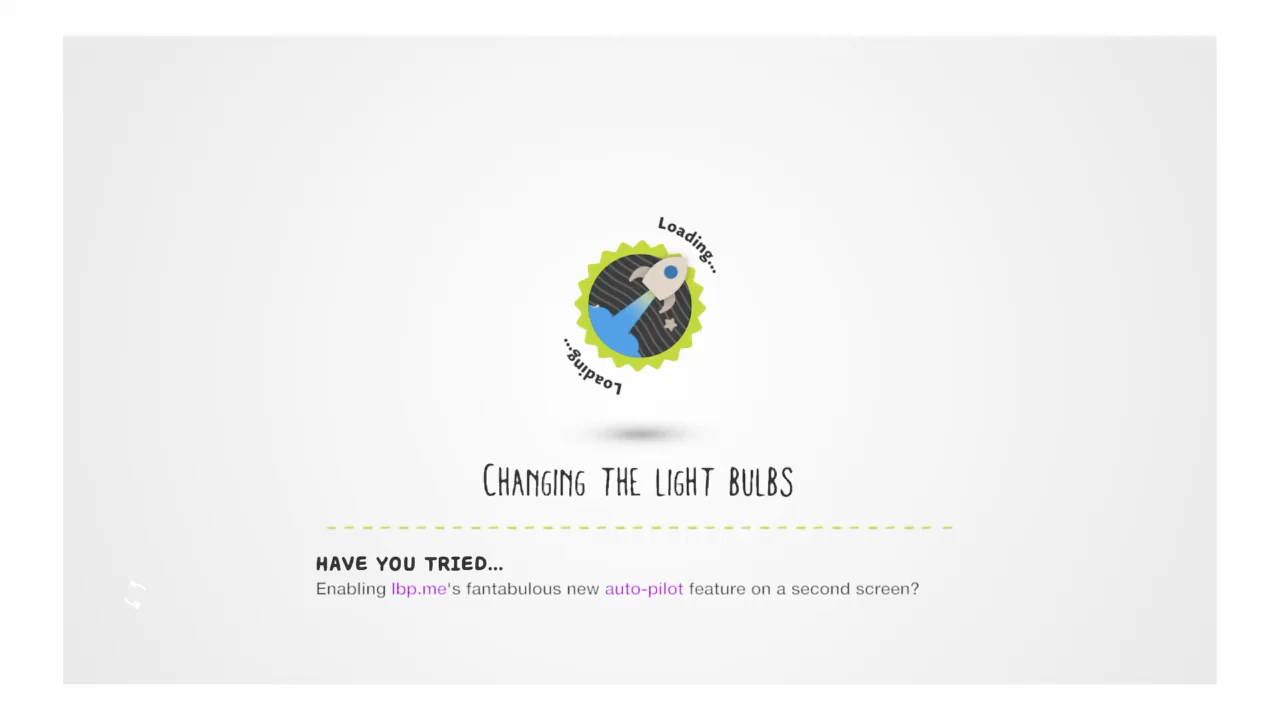 Loading...
Loading...
CHANGING THE LIGHT BULBS
HAVE YOU TRIED...
Enabling lbp.me's fantabulous new auto-pilot feature on a second screen?